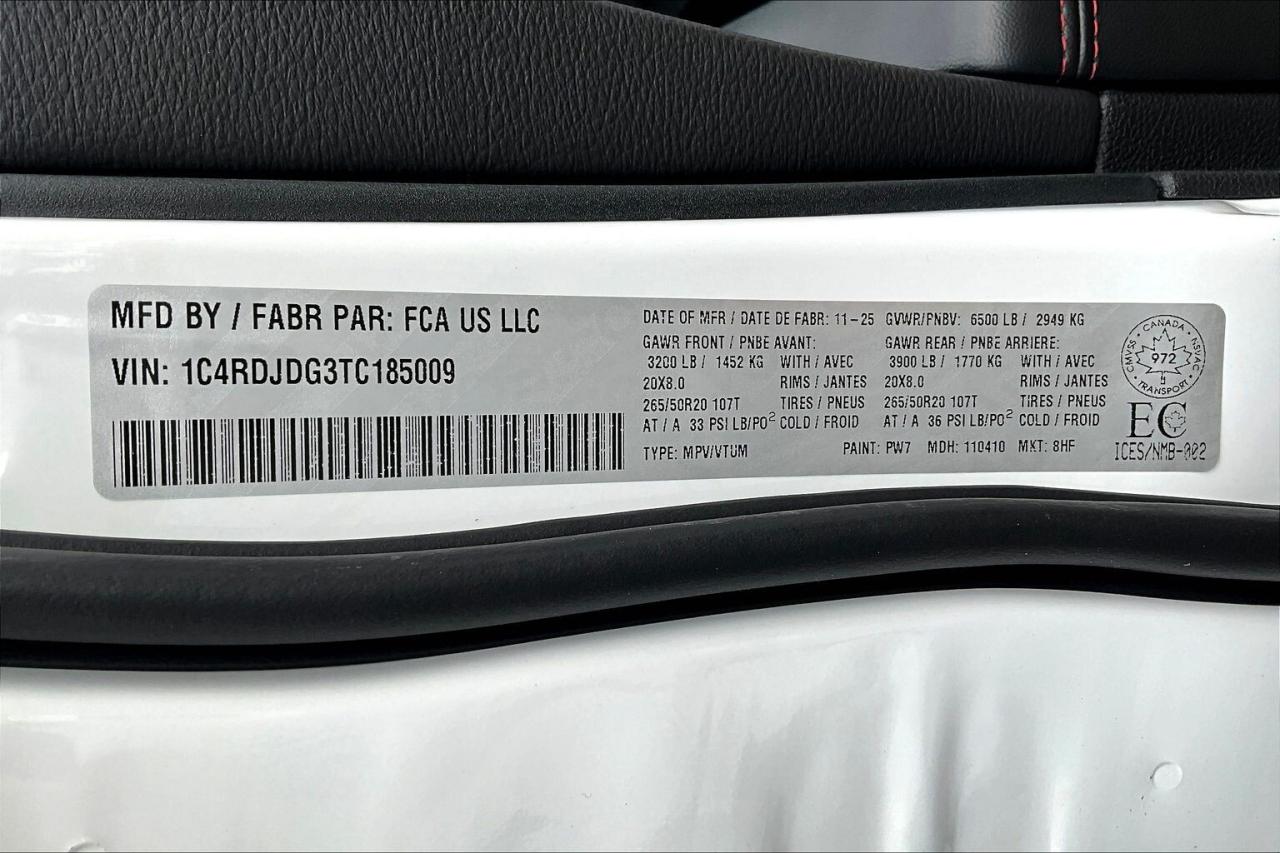 MFD BY / FABR PAR: FCA US LLC
VIN: 1C4RDJDG3TC185009
DATE OF MFR / DATE DE FABR: 11-25 GVWR/PNBV: 6500 LB / 2949 KG
GAWR FRONT / PNBE AVANT: GAWR REAR / PNBE ARRIERE:
3200 LB / 1452 KG WITH / AVEC 3900 LB / 1770 KG WITH / AVEC
20X8.0 RIMS / JANTES 20X8.0 RIMS / JANTES
265/50R20 107T TIRES / PNEUS 265/50R20 107T TIRES / PNEUS
AT / A 33 PSI LB/PO² COLD / FROID AT / A 36 PSI LB/PO² COLD / FROID
TYPE: MPV/VTUM PAINT: PW7 MDH: 110410 MKT: 8HF
CANADA
CMVSS 972 NSVAC
TRANSPORT
EC
ICES/NMB-002